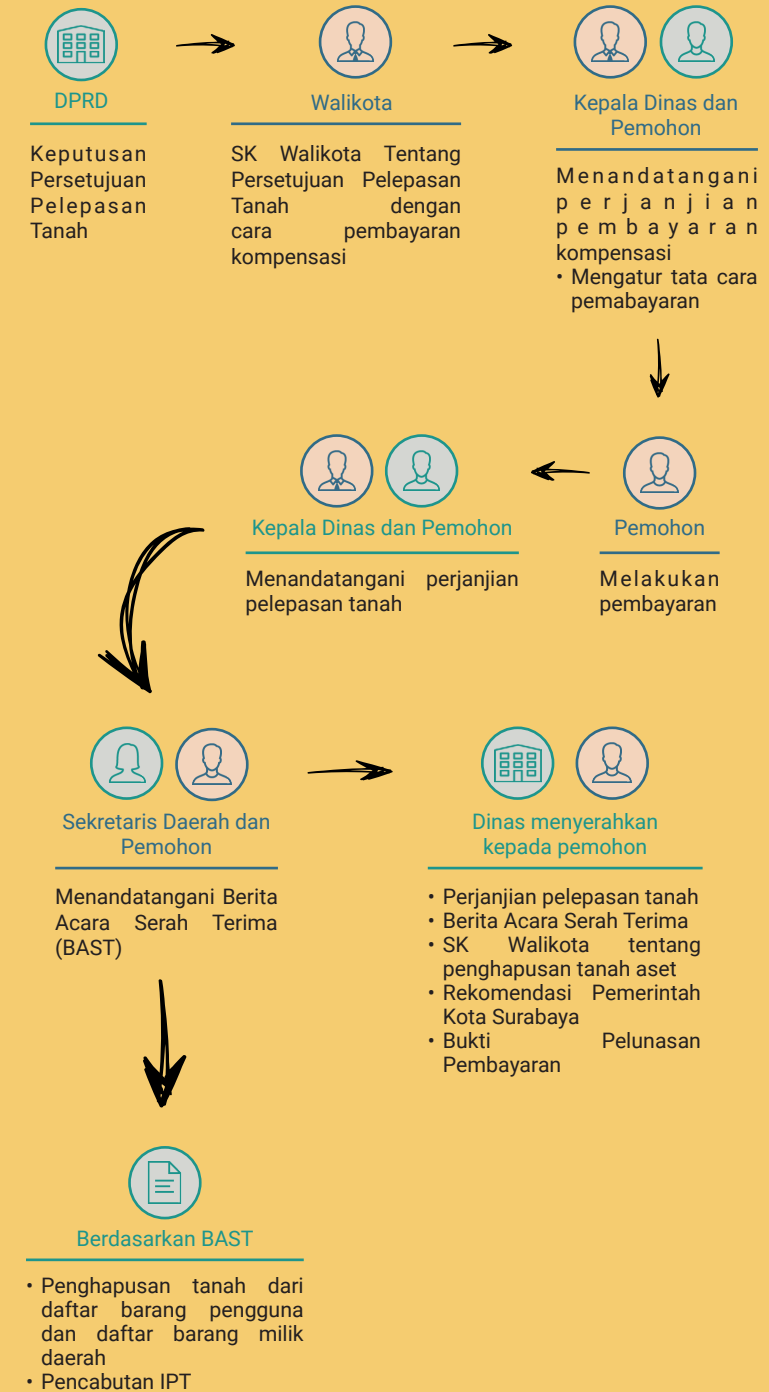 DPRD
Keputusan
Persetujuan
Pelepasan
Tanah
Walikota
SK Walikota Tentang
Persetujuan Pelepasan
Tanah dengan
cara pembayaran
kompensasi
Kepala Dinas dan
Pemohon
Menandatangani
perjanjian
pembayaran
kompensasi
• Mengatur tata cara
pemabayaran
Pemohon
Melakukan
pembayaran
Kepala Dinas dan Pemohon
Menandatangani perjanjian
pelepasan tanah
Sekretaris Daerah dan
Pemohon
Menandatangani Berita
Acara Serah Terima
(BAST)
Dinas menyerahkan
kepada pemohon
• Perjanjian pelepasan tanah
• Berita Acara Serah Terima
• SK Walikota tentang
penghapusan tanah aset
• Rekomendasi Pemerintah
Kota Surabaya
• Bukti Pelunasan
Pembayaran
Berdasarkan BAST
• Penghapusan tanah dari
daftar barang pengguna
dan daftar barang milik
daerah
• Pencabutan IPT